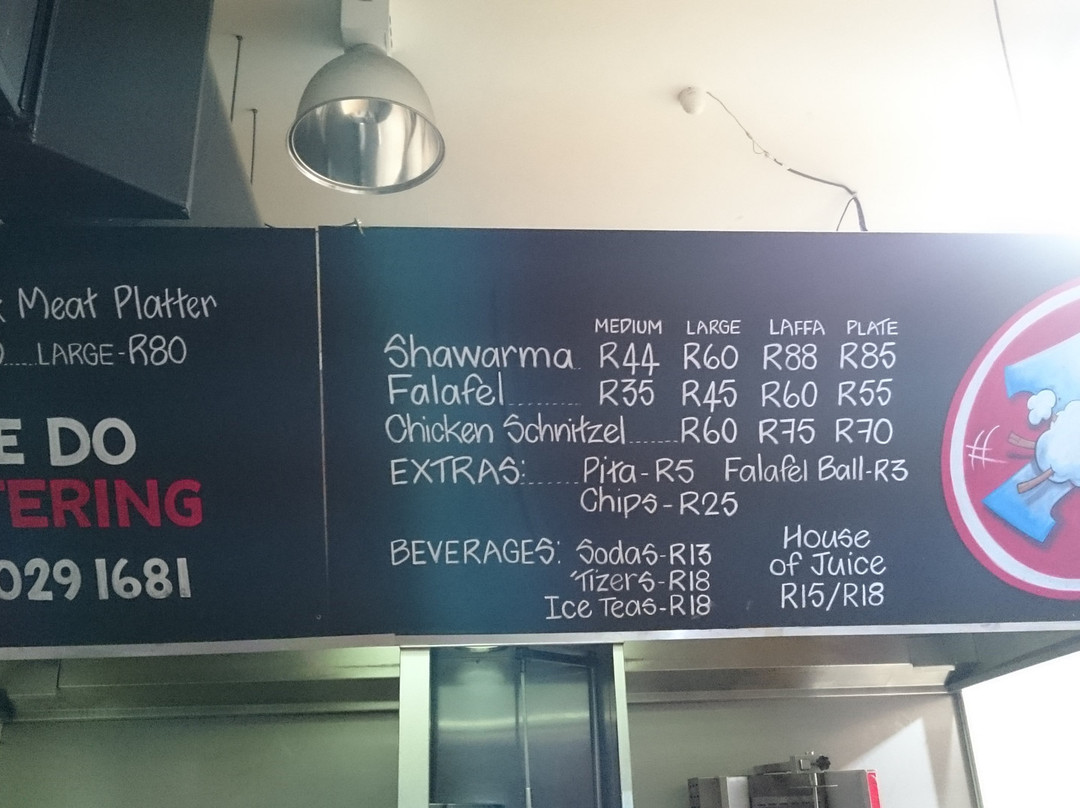 Meat Platter
LARGE-R80
E DO
TERING
029 1681
MEDIUM LARGE LAFFA PLATE
Shawarma R44 R60 R88 R85
Falafel........... R35 R45 R60 R55
Chicken Schnitzel.......R60 R75 R70
EXTRAS:........Pita-R5 Falafel Ball-R3
Chips-R25
BEVERAGES: Sodas-R13
'Tizers-R18
Ice Teas-R18
House
of Juice
R15/R18